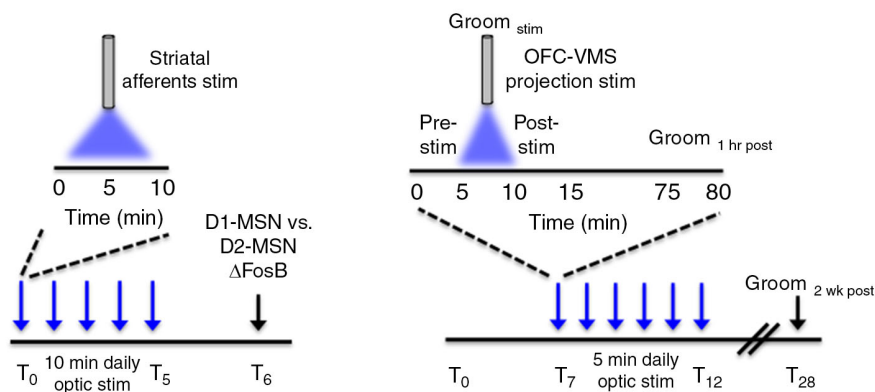 Striatal
afferents stim
0 5 10
Time (min)
D1-MSN vs.
D2-MSN
ΔFosB
T0 10 min daily T5 T6
optic stim
Groom stim
OFC-VMS
projection stim
Pre- Post-
stim stim
Groom 1 hr post
0 5 10 15 75 80
Time (min)
Groom 2 wk post
T0 T7 5 min daily T12 T28
optic stim